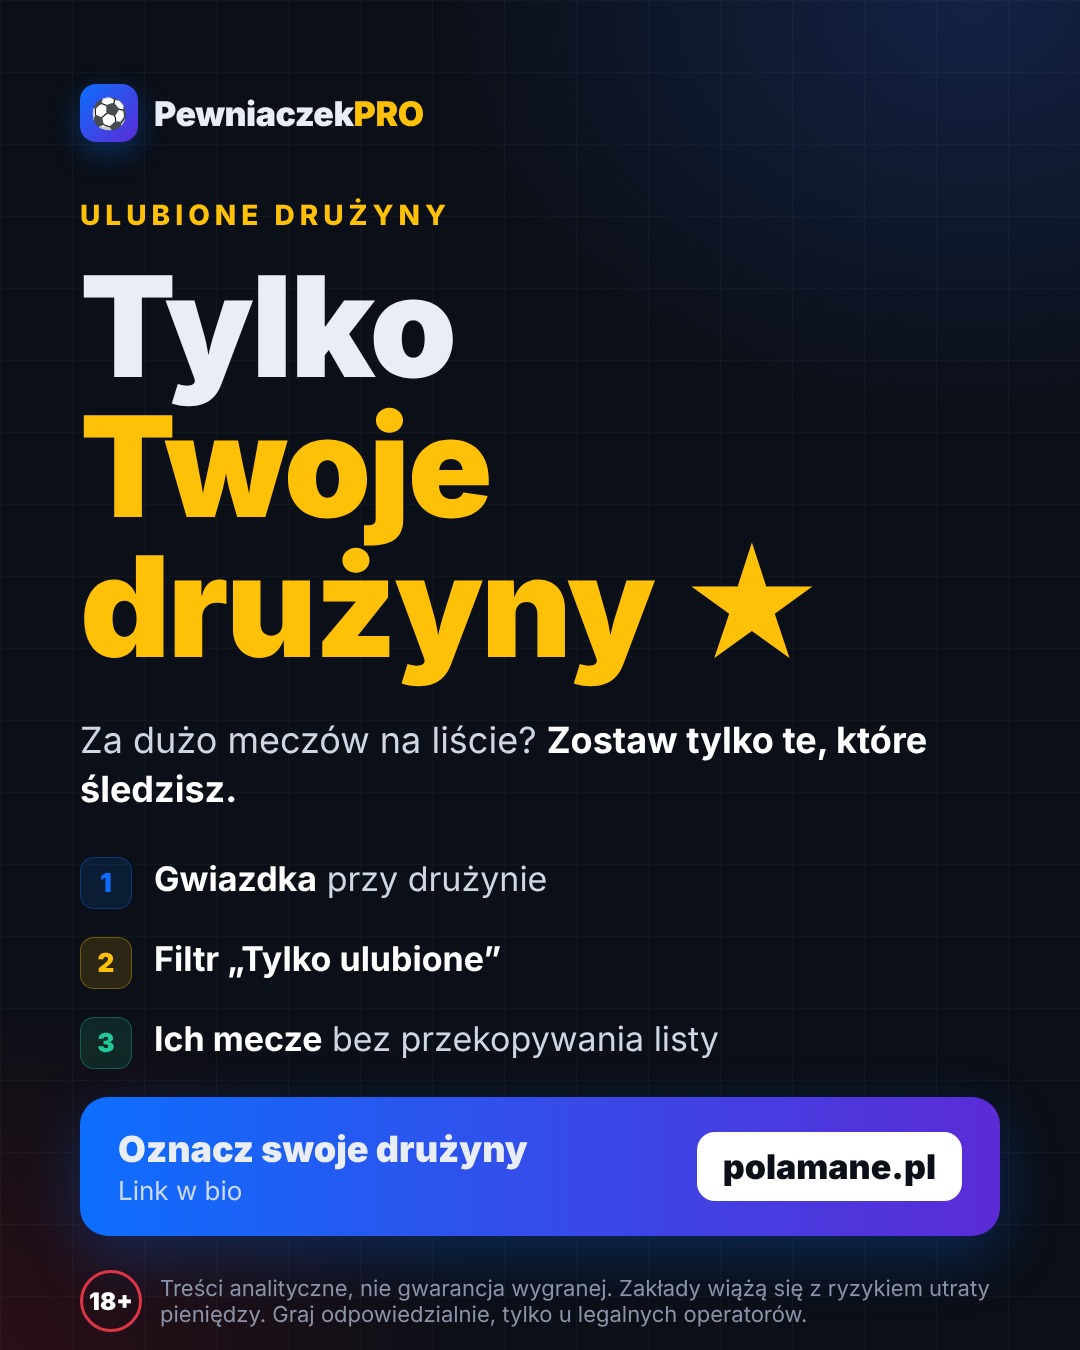 PewniaczekPRO
ULUBIONE DRUŻYNY
Tylko
Twoje
drużyny ★
Za dużo meczów na liście? Zostaw tylko te, które
śledzisz.
1 Gwiazdka przy drużynie
2 Filtr „Tylko ulubione”
3 Ich mecze bez przekopywania listy
Oznacz swoje drużyny
Link w bio
polamane.pl
18+
Treści analityczne, nie gwarancja wygranej. Zakłady wiążą się z ryzykiem utraty
pieniędzy. Graj odpowiedzialnie, tylko u legalnych operatorów.